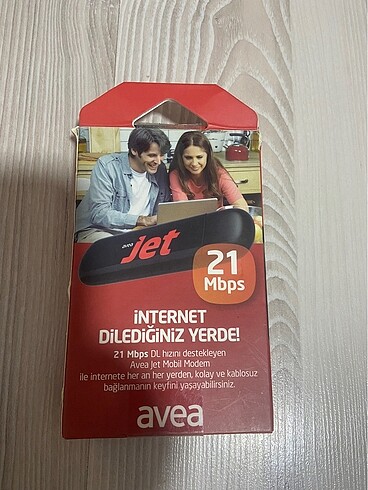 avea
jet
21
Mbps
İNTERNET
DİLEDİĞİNİZ YERDE!
21 Mbps DL hızını destekleyen
Avea Jet Mobil Modem
ile internete her an her yerden, kolay ve kablosuz
bağlanmanın keyfini yaşayabilirsiniz.
avea